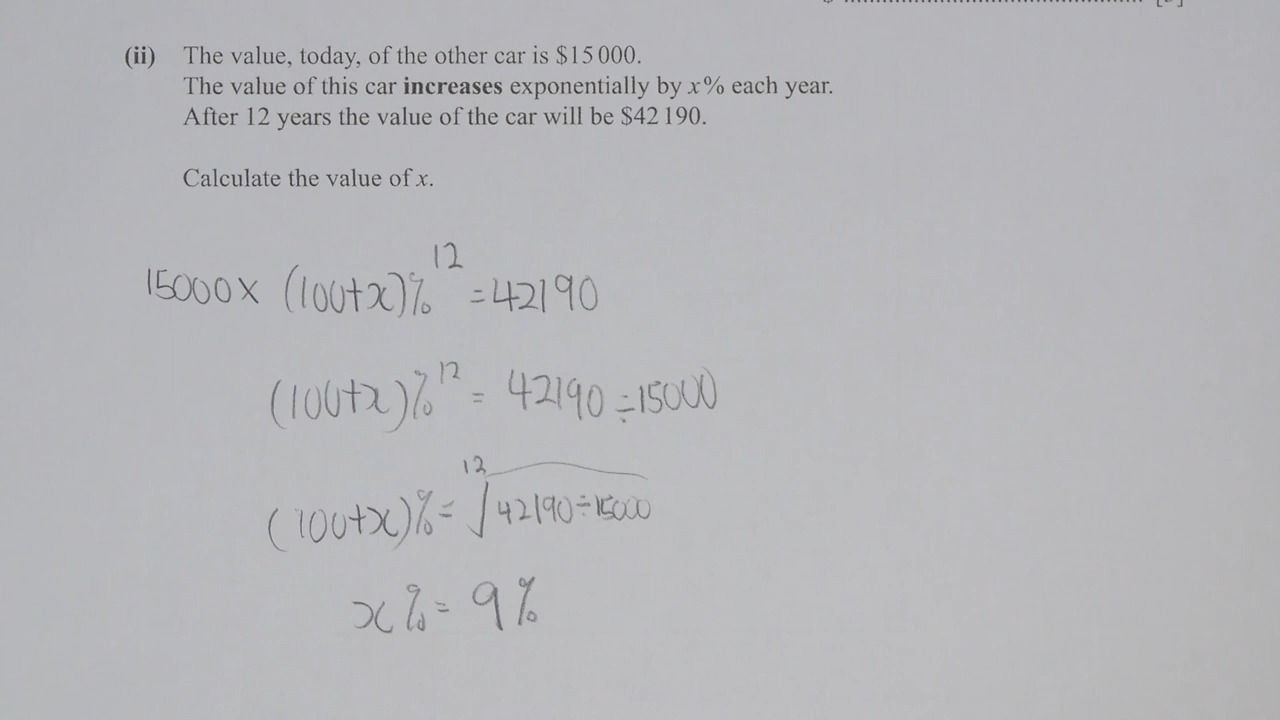 (ii) The value, today, of the other car is $15 000.
The value of this car increases exponentially by x% each year.
After 12 years the value of the car will be $42 190.
Calculate the value of x.
15000 × (100+x)%¹² = 42190
(100+x)%¹² = 42190 ÷ 15000
(100+x)% = ¹²√42190÷15000
x% = 9%